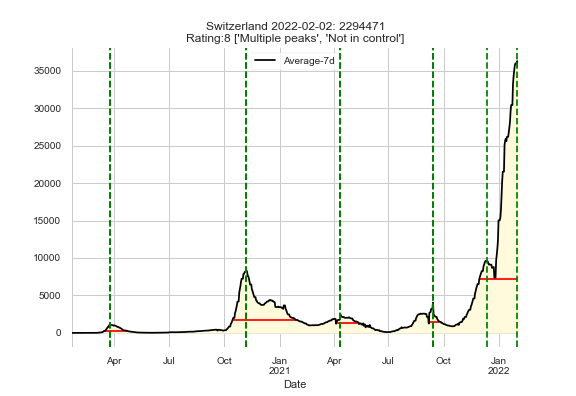 Switzerland 2022-02-02: 2294471
Rating:8 ['Multiple peaks', 'Not in control']
Average-7d
35000
30000
25000
20000
15000
10000
5000
0
Apr Jul Oct Jan Apr Jul Oct Jan
2021 2022
Date